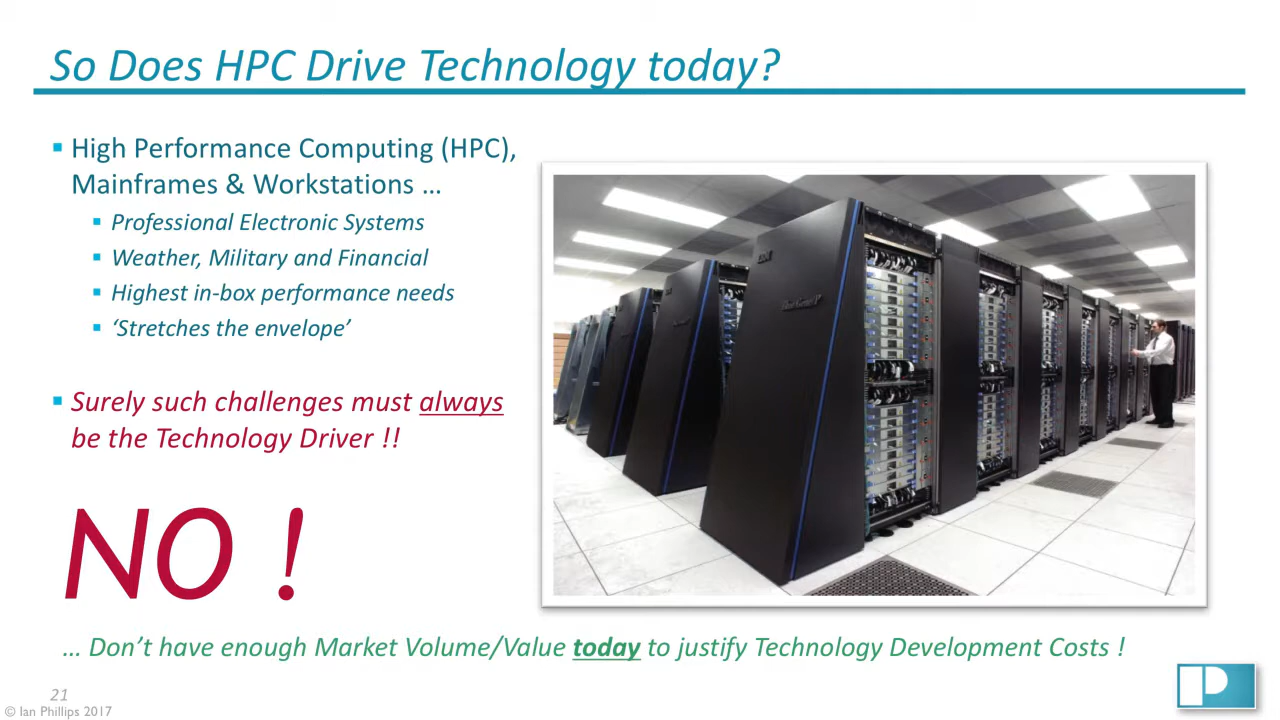 So Does HPC Drive Technology today?
▪ High Performance Computing (HPC),
Mainframes & Workstations …
▪ Professional Electronic Systems
▪ Weather, Military and Financial
▪ Highest in-box performance needs
▪ ‘Stretches the envelope’
▪ Surely such challenges must always
be the Technology Driver !!
NO !
… Don’t have enough Market Volume/Value today to justify Technology Development Costs !
21
© Ian Phillips 2017
P